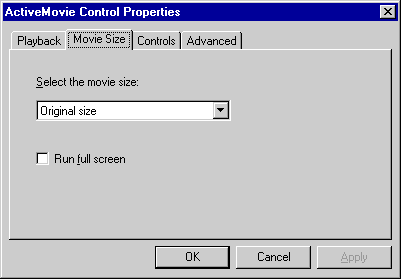 ActiveMovie Control Properties
Playback Movie Size Controls Advanced
Select the movie size:
Original size
Run full screen
OK Cancel Apply